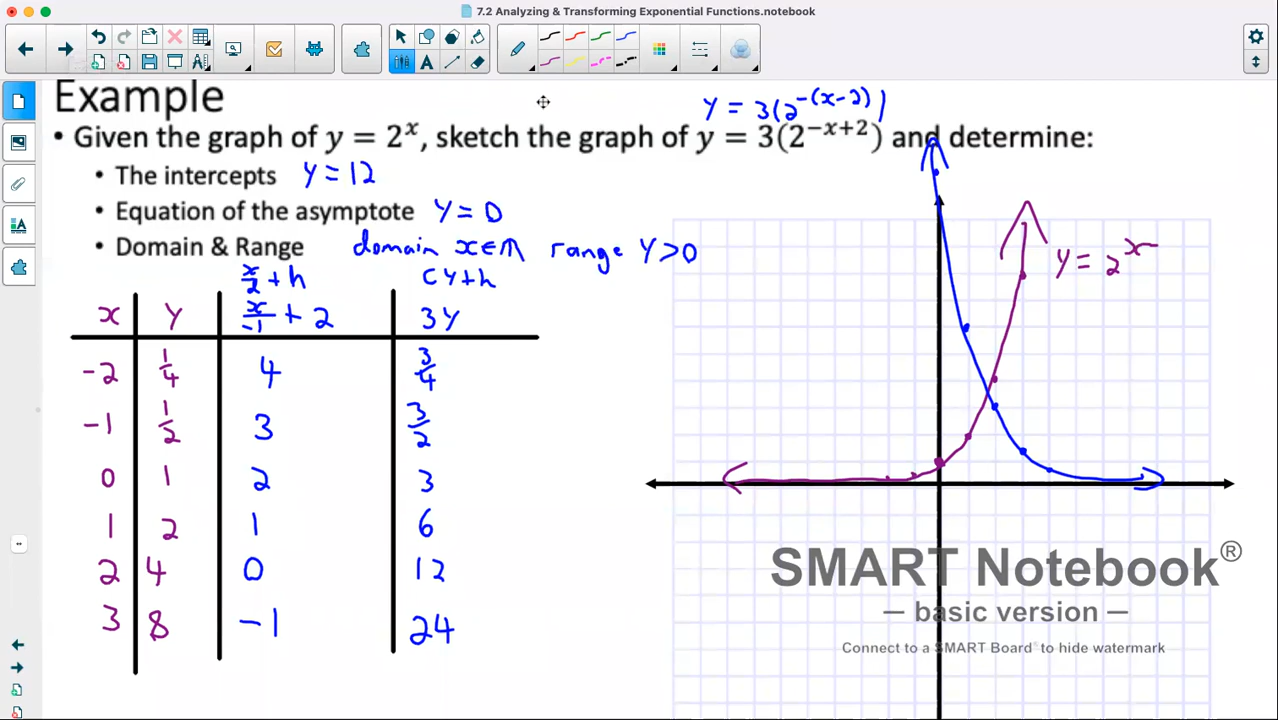 7.2 Analyzing & Transforming Exponential Functions.notebook
Example
y = 3(2^-(x-2))
• Given the graph of y = 2^x, sketch the graph of y = 3(2^−x+2) and determine:
• The intercepts y = 12
• Equation of the asymptote y = 0
• Domain & Range domain x∈ℝ range y>0
x/2 + h cy+h
x y x/-1 + 2 3y
-2 1/4 4 3/4
-1 1/2 3 3/2
0 1 2 3
1 2 1 6
2 4 0 12
3 8 -1 24
y = 2^x
SMART Notebook®
— basic version —
Connect to a SMART Board to hide watermark